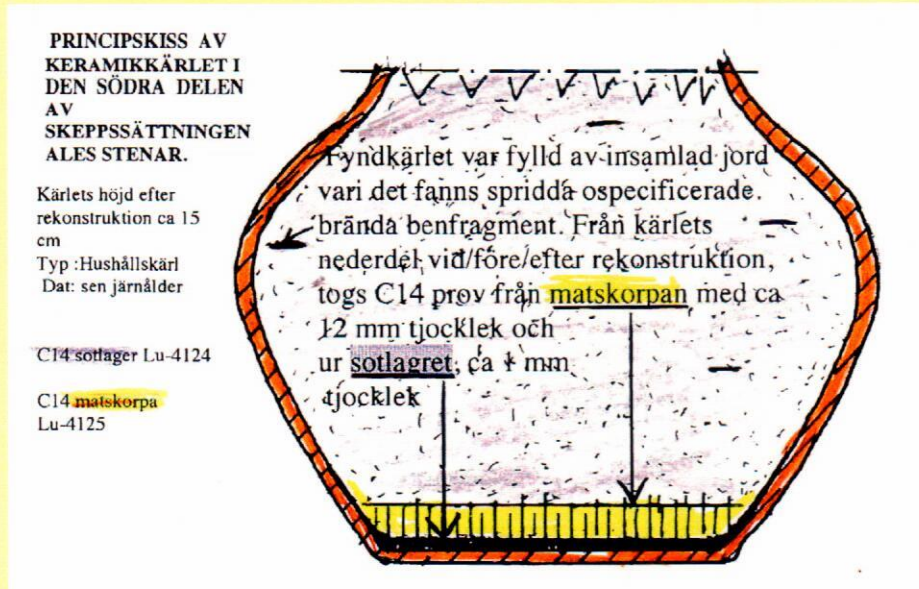 PRINCIPSKISS AV
KERAMIKKÄRLET I
DEN SÖDRA DELEN
AV
SKEPPSSÄTTNINGEN
ALES STENAR.
Kärlets höjd efter
rekonstruktion ca 15
cm
Typ :Hushållskärl
Dat: sen järnålder
C14 sotlager Lu-4124
C14 matskorpa
Lu-4125
Fyndkärlet var fylld av insamlad jord
vari det fanns spridda ospecificerade
brända benfragment. Från kärlets
nederdel vid/före/efter rekonstruktion,
togs C14 prov från matskorpan med ca
12 mm tjocklek och
ur sotlagret, ca 1 mm
tjocklek